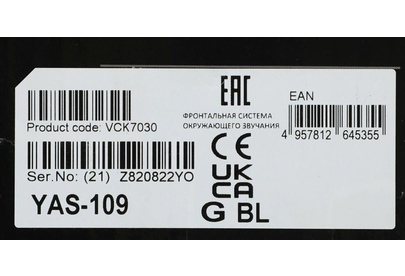 Product code: VCK7030
Ser.No: (21) Z820822YO
YAS-109
EAC
ФРОНТАЛЬНАЯ СИСТЕМА
ОКРУЖАЮЩЕГО ЗВУЧАНИЯ
CE
UK
CA
G BL
EAN
4 957812 645355